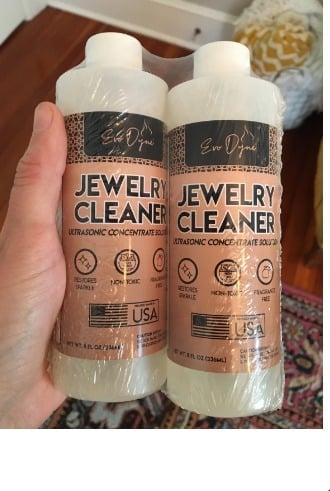 Evo Dyne
JEWELRY
CLEANER
ULTRASONIC CONCENTRATE SOLUTION
RESTORES
SPARKLE
NON-TOXIC
FRAGRANCE
FREE
USA
NET WT. 8 FL OZ (236ML)
Evo Dyne
JEWELRY
CLEANER
ULTRASONIC CONCENTRATE SOLUTION
RESTORES
SPARKLE
NON-TOXIC
FRAGRANCE
FREE
USA
NET WT. 8 FL OZ (236ML)